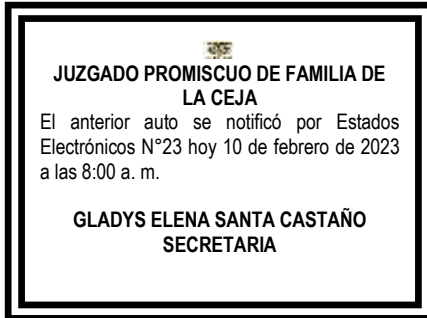 JUZGADO PROMISCUO DE FAMILIA DE
LA CEJA
El anterior auto se notificó por Estados
Electrónicos N°23 hoy 10 de febrero de 2023
a las 8:00 a. m.
GLADYS ELENA SANTA CASTAÑO
SECRETARIA